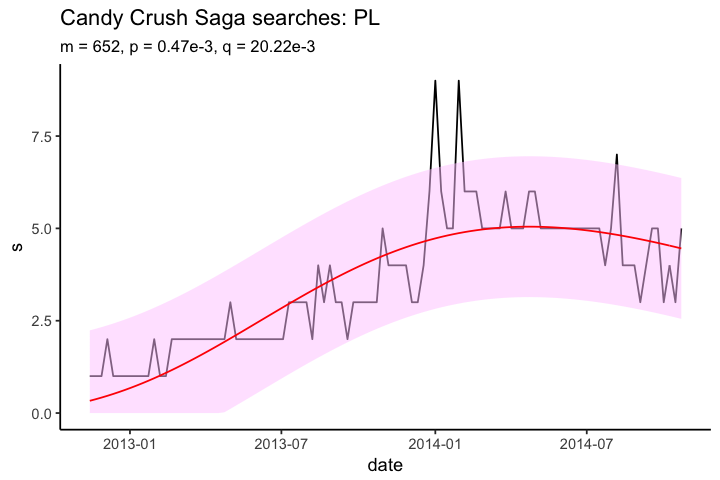 Candy Crush Saga searches: PL
m = 652, p = 0.47e-3, q = 20.22e-3
7.5
5.0
2.5
0.0
s
2013-01 2013-07 2014-01 2014-07
date